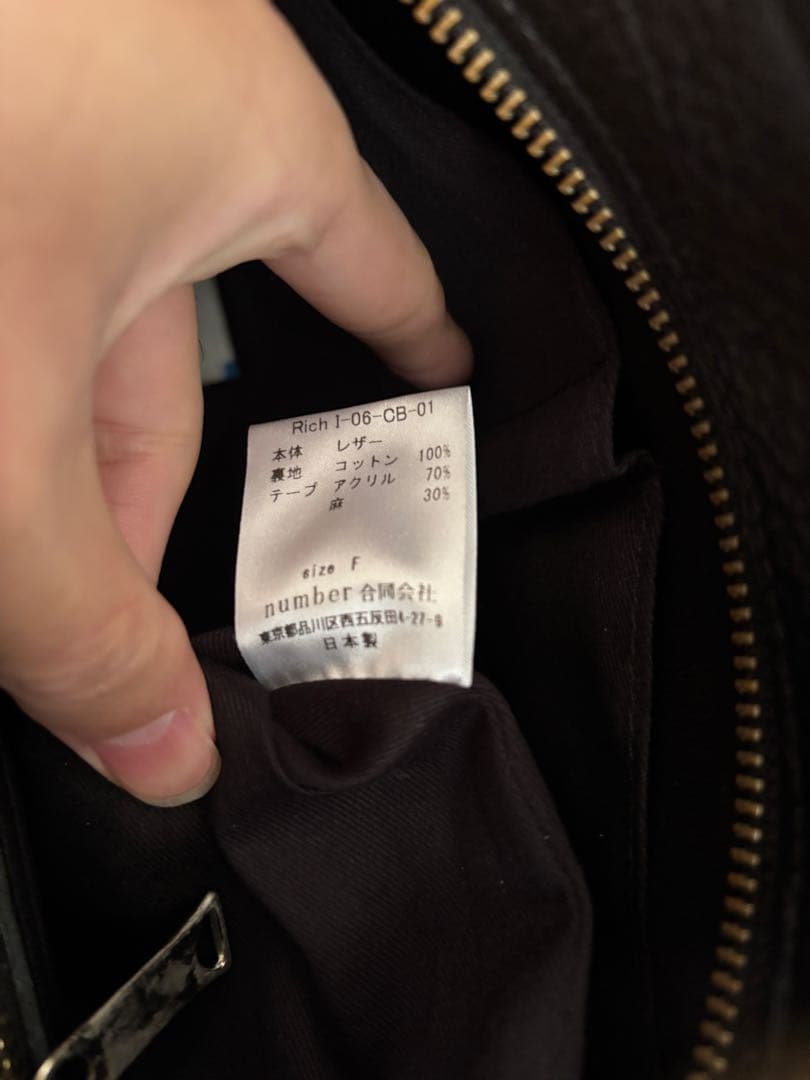 Rich I-06-CB-01
本体 レザー
裏地 コットン 100%
テープ アクリル 70%
麻 30%
size F
number 合同会社
東京都品川区西五反田4-27-9
日本製